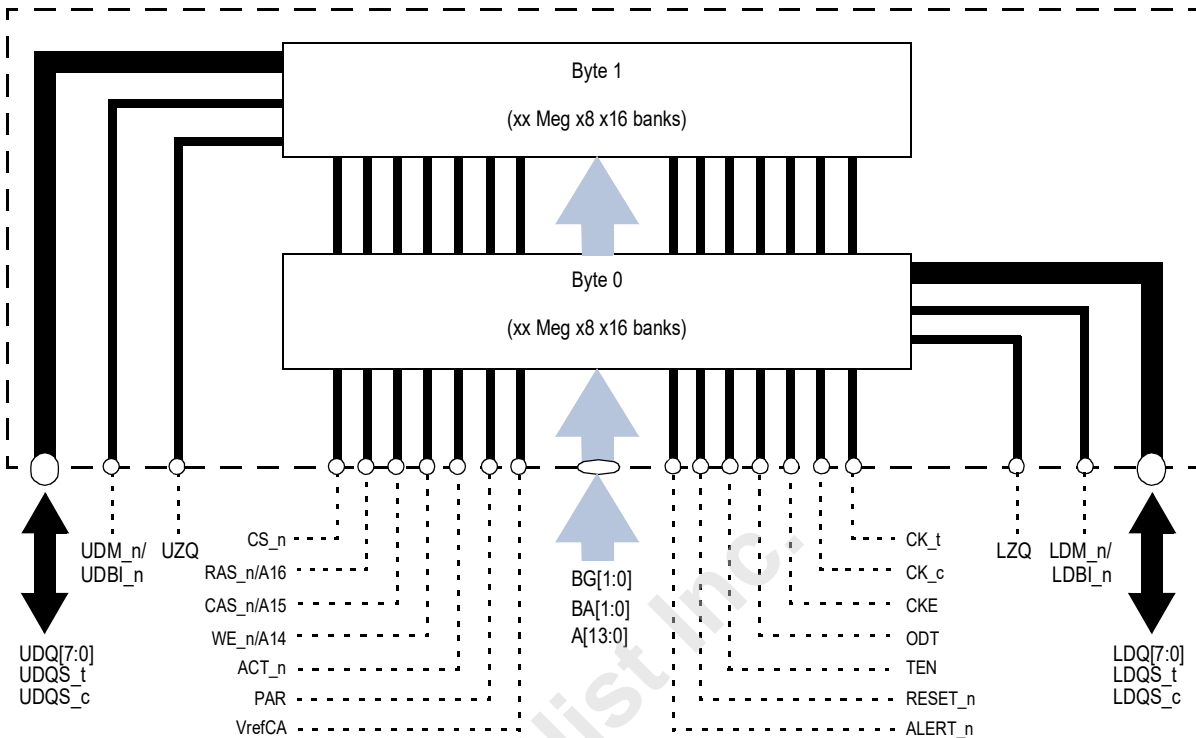 Byte 1
(xx Meg x8 x16 banks)
Byte 0
(xx Meg x8 x16 banks)
UDQ[7:0]
UDQS_t
UDQS_c
UDM_n/
UDBI_n
UZQ
CS_n
RAS_n/A16
CAS_n/A15
WE_n/A14
ACT_n
PAR
VrefCA
BG[1:0]
BA[1:0]
A[13:0]
CK_t
CK_c
CKE
ODT
TEN
RESET_n
ALERT_n
LZQ
LDM_n/
LDBI_n
LDQ[7:0]
LDQS_t
LDQS_c
list Inc.